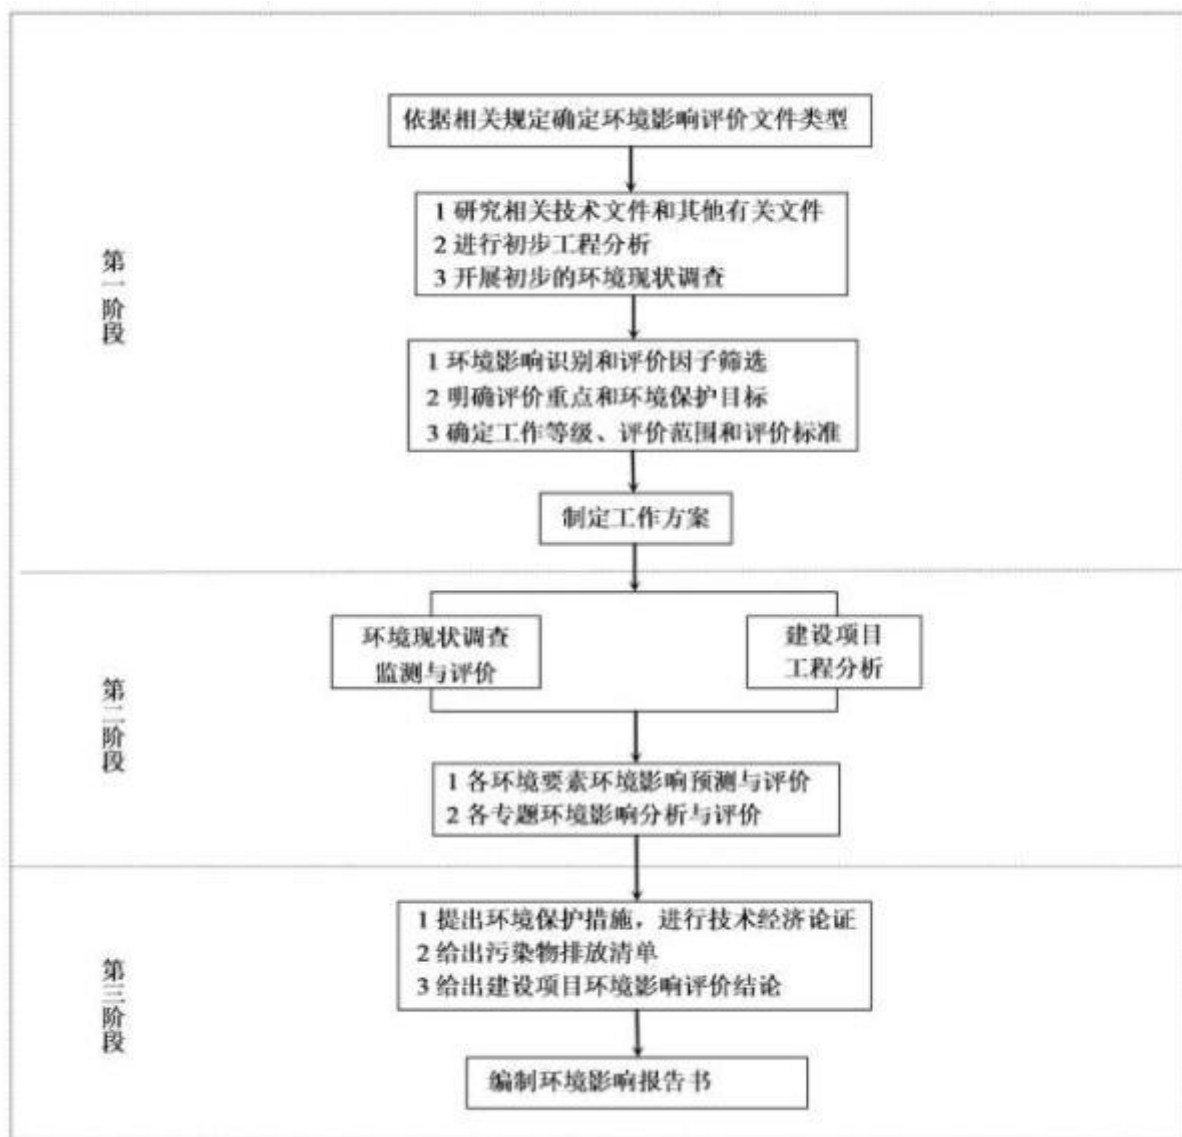 依据相关规定确定环境影响评价文件类型
1 研究相关技术文件和其他有关文件
2 进行初步工程分析
3 开展初步的环境现状调查
第一阶段
1 环境影响识别和评价因子筛选
2 明确评价重点和环境保护目标
3 确定工作等级、评价范围和评价标准
制定工作方案
环境现状调查
监测与评价
建设项目
工程分析
第二阶段
1 各环境要素环境影响预测与评价
2 各专题环境影响分析与评价
1 提出环境保护措施，进行技术经济论证
2 给出污染物排放清单
3 给出建设项目环境影响评价结论
第三阶段
编制环境影响报告书